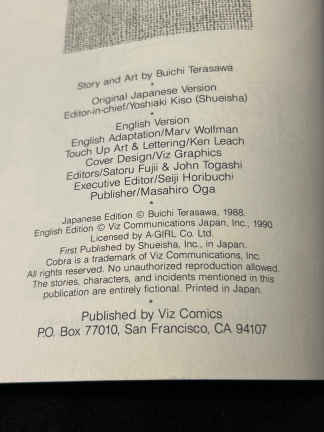 Story and Art by Buichi Terasawa
*
Original Japanese Version
Editor-in-chief/Yoshiaki Kiso (Shueisha)
*
English Version
English Adaptation/Marv Wolfman
Touch Up Art & Lettering/Ken Leach
Cover Design/Viz Graphics
Editors/Satoru Fujii & John Togashi
Executive Editor/Seiji Horibuchi
Publisher/Masahiro Oga
*
Japanese Edition © Buichi Terasawa, 1988.
English Edition © Viz Communications Japan, Inc., 1990
Licensed by A-GIRL Co. Ltd.
First Published by Shueisha, Inc., in Japan.
Cobra is a trademark of Viz Communications, Inc.
All rights reserved. No unauthorized reproduction allowed.
The stories, characters, and incidents mentioned in this
publication are entirely fictional. Printed in Japan.
*
Published by Viz Comics
P.O. Box 77010, San Francisco, CA 94107